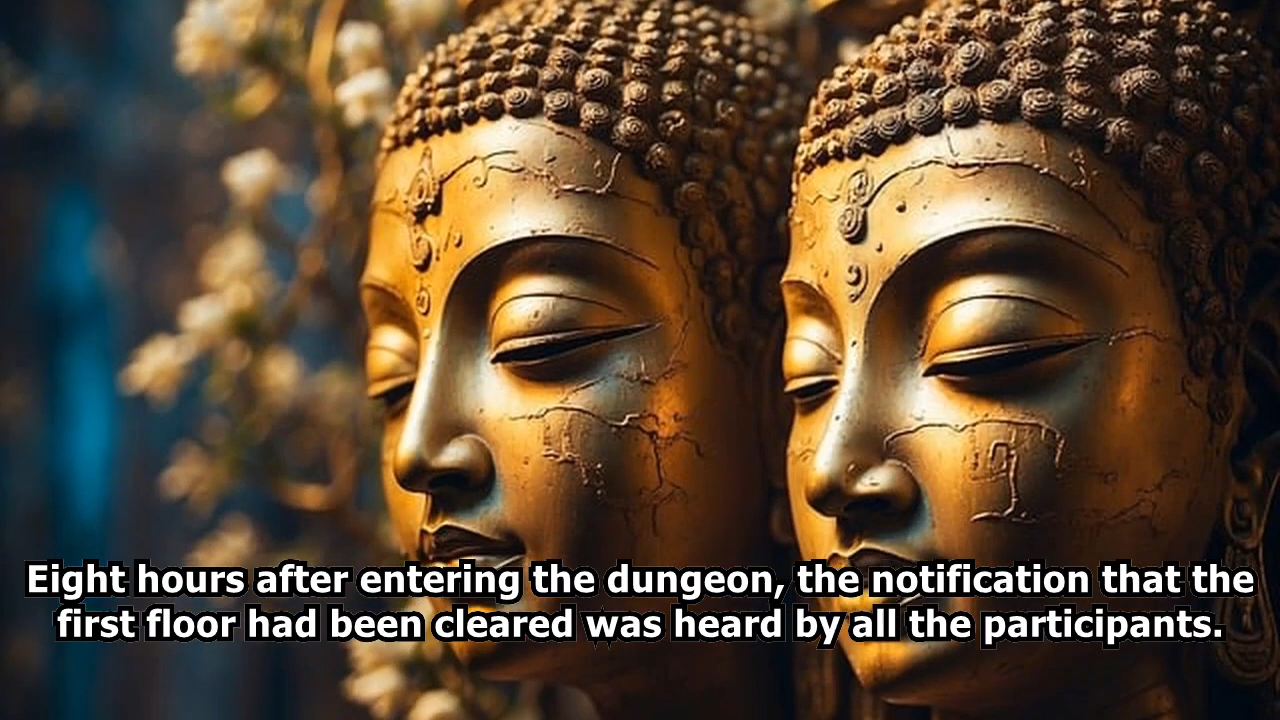 Eight hours after entering the dungeon, the notification that the
first floor had been cleared was heard by all the participants.